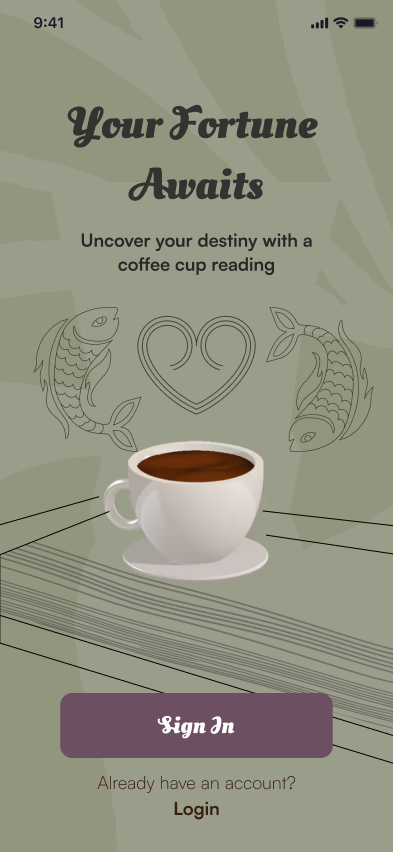 9:41
Your Fortune
Awaits
Uncover your destiny with a
coffee cup reading
Sign In
Already have an account?
Login